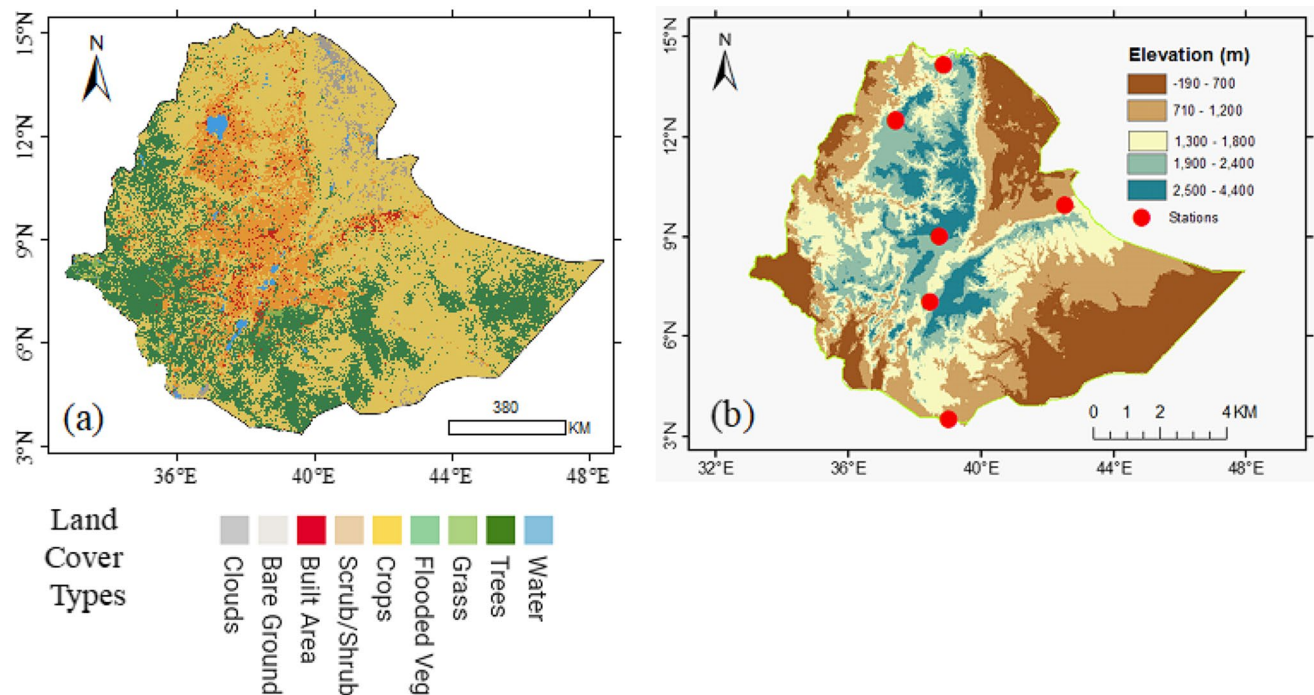 N
15°N
12°N
9°N
6°N
3°N
(a)
380
KM
36°E
40°E
44°E
48°E
Land
Cover
Types
Clouds
Bare Ground
Built Area
Scrub/Shrub
Crops
Flooded Veg
Grass
Trees
Water
N
15°N
12°N
9°N
6°N
3°N
Elevation (m)
-190 - 700
710 - 1,200
1,300 - 1,800
1,900 - 2,400
2,500 - 4,400
Stations
(b)
0 1 2 4 KM
32°E
36°E
40°E
44°E
48°E